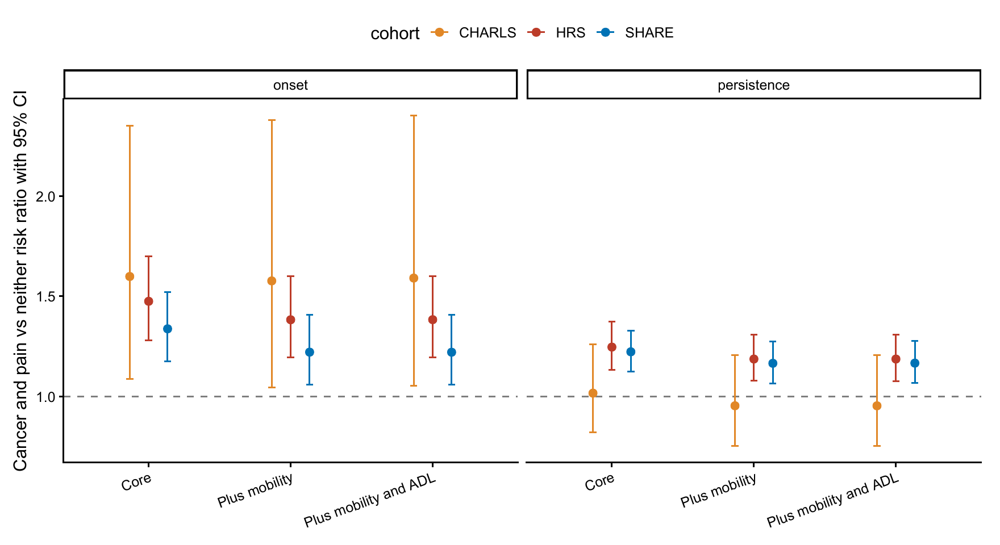 cohort CHARLS HRS SHARE
onset
persistence
Cancer and pain vs neither risk ratio with 95% CI
2.0
1.5
1.0
Core
Plus mobility
Plus mobility and ADL
Core
Plus mobility
Plus mobility and ADL